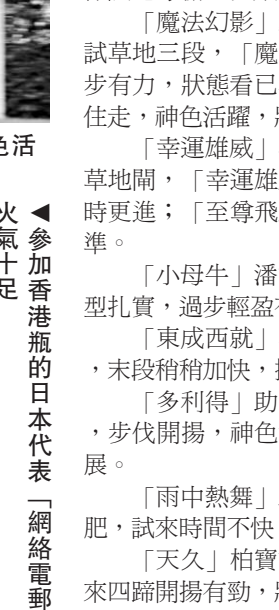 「魔法幻影」
試草地三段，「魔
步有力，狀態看已
住走，神色活躍，
「幸運雄威」
草地閘，「幸運雄
時更進；「至尊飛
準。
「小母牛」潘
型扎實，過步輕盈
「東成西就」
，末段稍稍加快，
「多利得」助
，步伐開揚，神色
展。
「雨中熱舞」
肥，試來時間不快
「天久」柏寶
來四蹄開揚有勁，
色活
◀參加香港瓶的日本代表「網絡電郵
火氣十足